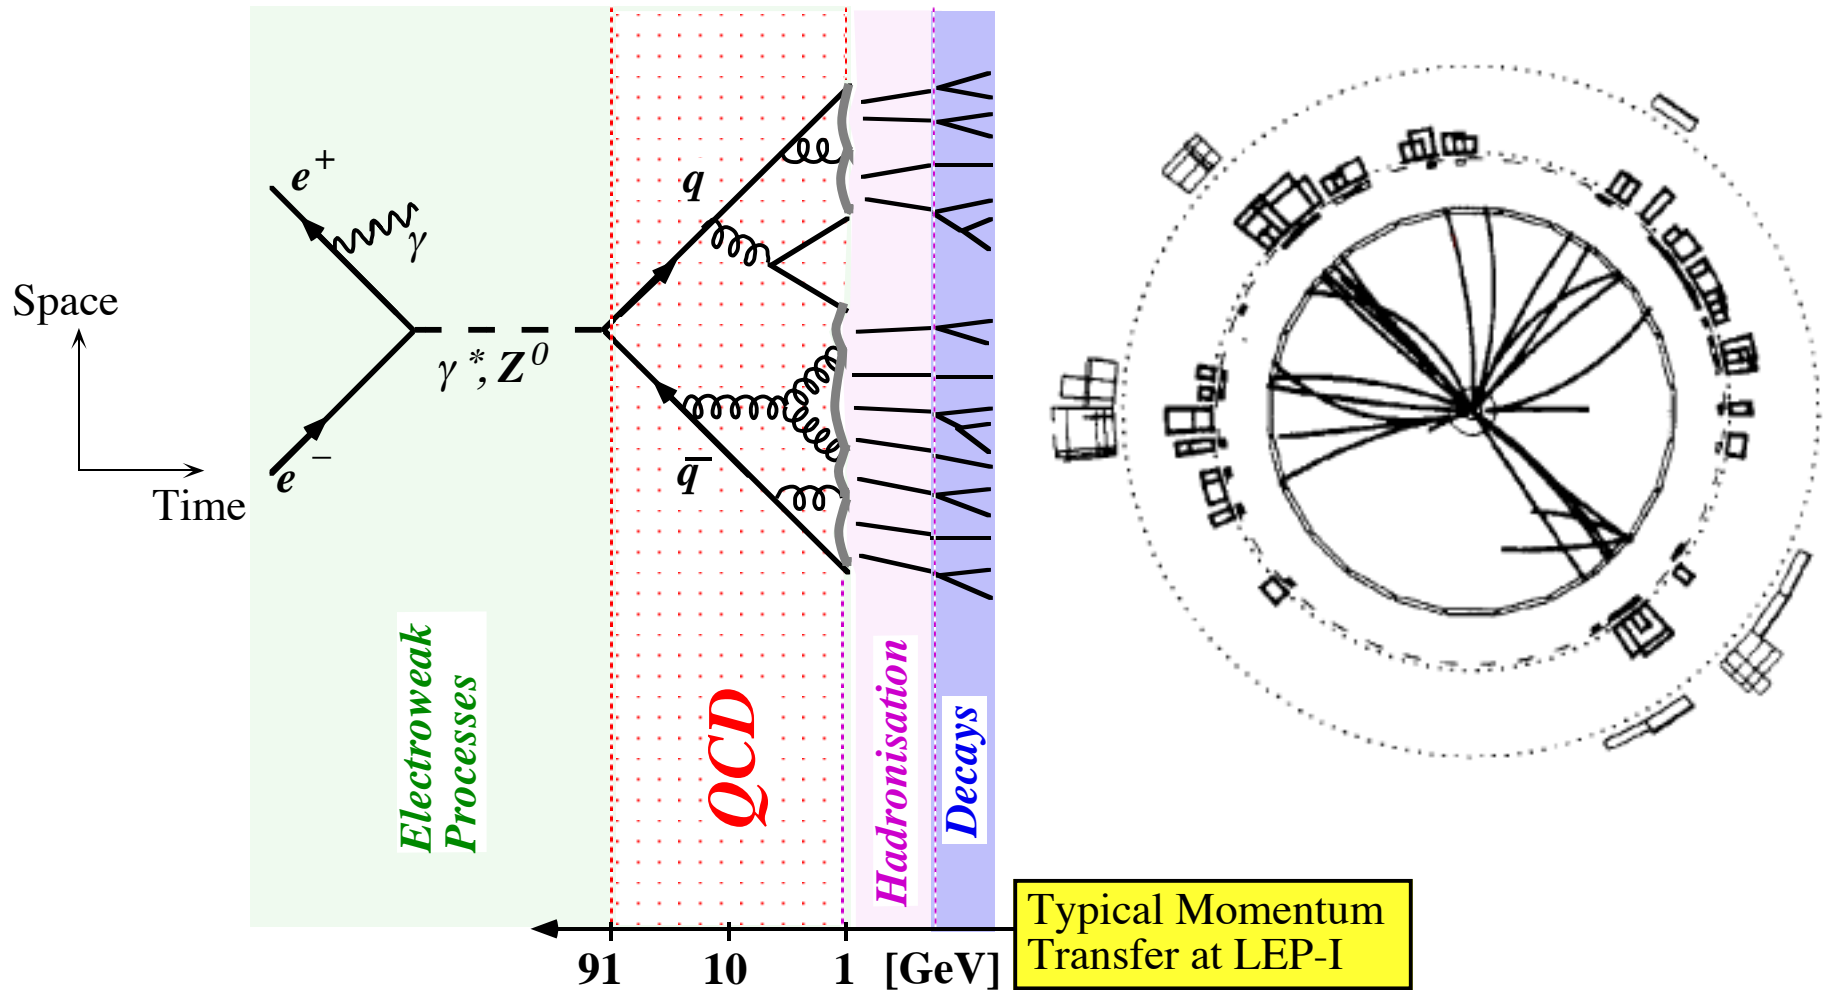 e+
γ
Space
Time
e−
γ*, Z0
q
q̄
Electroweak
Processes
QCD
Hadronisation
Decays
91 10 1 [GeV]
Typical Momentum
Transfer at LEP-I